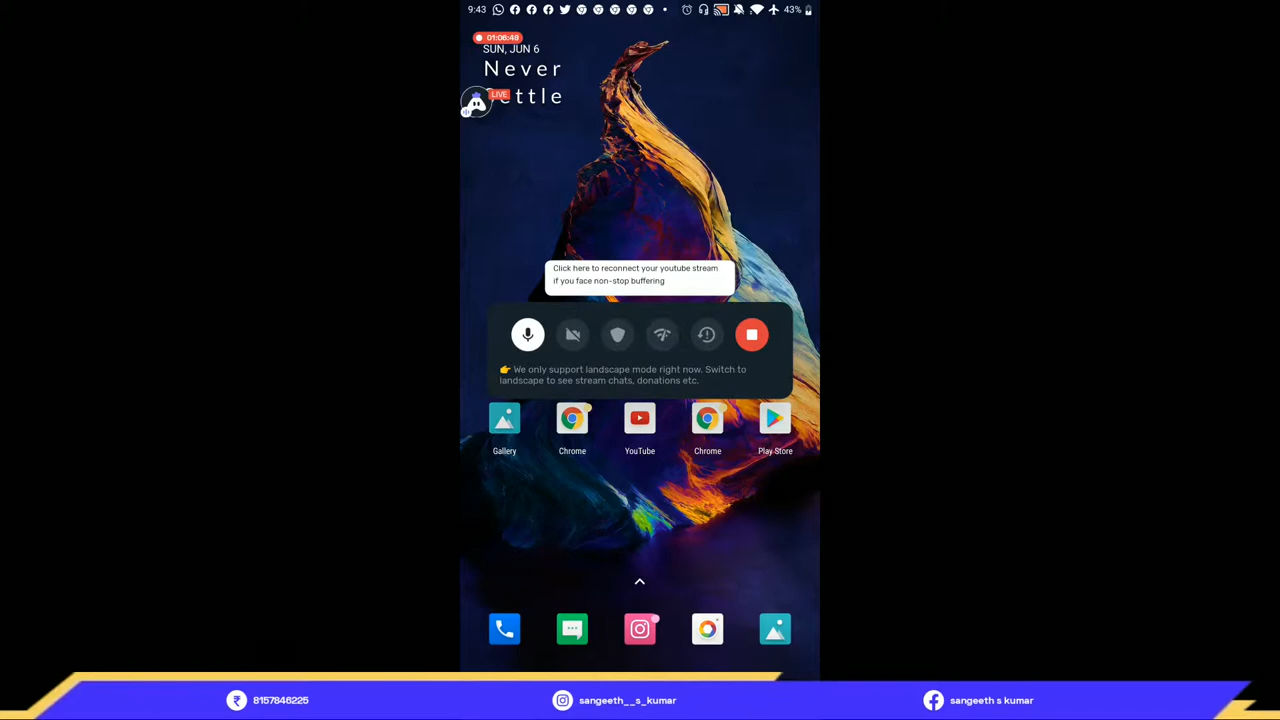 9:43
43%
01:06:49
SUN, JUN 6
Never
Settle
LIVE
Click here to reconnect your youtube stream
if you face non-stop buffering
👉 We only support landscape mode right now. Switch to
landscape to see stream chats, donations etc.
Gallery
Chrome
YouTube
Chrome
Play Store
₹ 8157846225
sangeeth__s_kumar
sangeeth s kumar